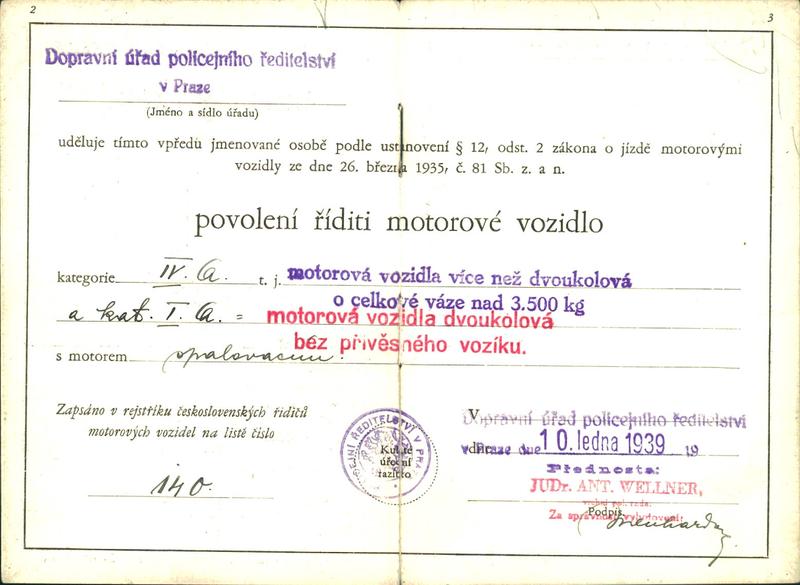 2
3
Dopravní úřad policejního ředitelství
v Praze
(Jméno a sídlo úřadu)
uděluje tímto vpředu jmenované osobě podle ustanovení § 12, odst. 2 zákona o jízdě motorovými
vozidly ze dne 26. března 1935, č. 81 Sb. z. a n.
povolení říditi motorové vozidlo
kategorie IV. A. t. j. motorová vozidla více než dvoukolová
o celkové váze nad 3.500 kg
a kat. I. A. = motorová vozidla dvoukolová
bez přívěsného vozíku.
s motorem spalovacím.
Zapsáno v rejstříku československých řidičů
motorových vozidel na listě číslo
140.
Kulaté
úřední
razítko
V
Dopravní úřad policejního ředitelství
v Praze dne 10. ledna 1939 19
Přednosta:
JUDr. ANT. WELLNER,
Za správnost vyhotovení:
Podpis